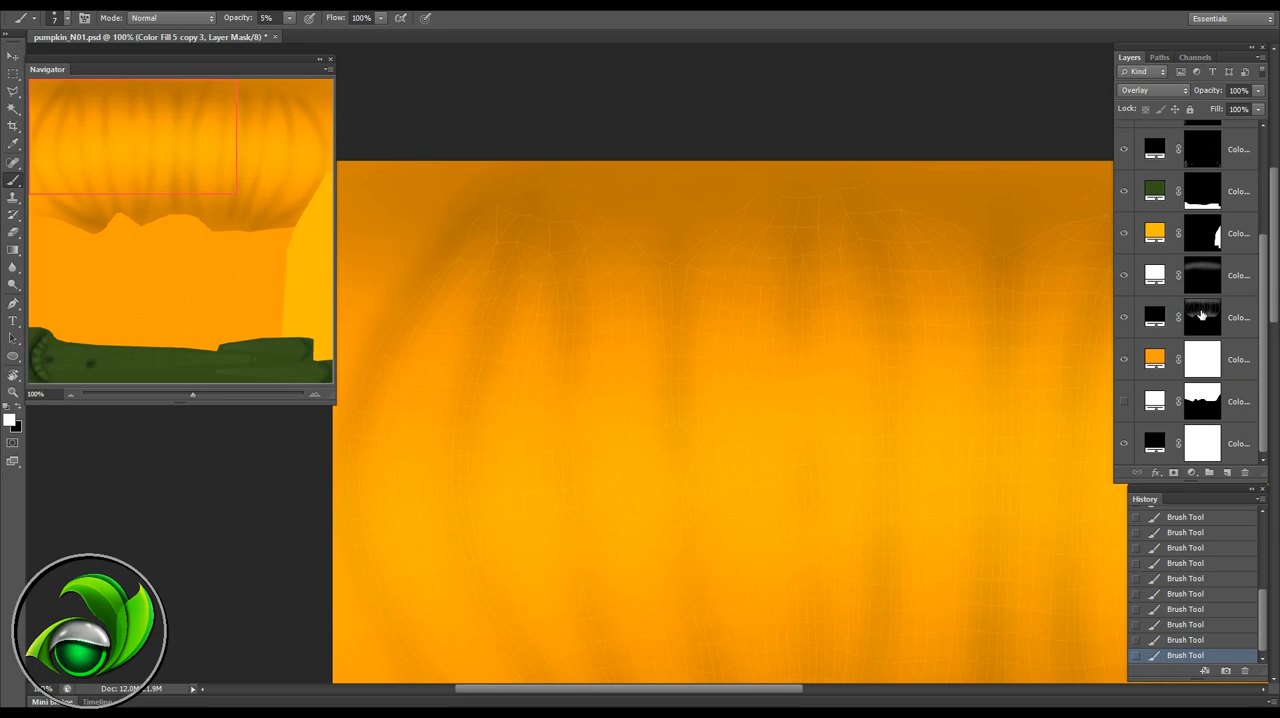 7 Mode: Normal Opacity: 5% Flow: 100% Essentials
pumpkin_N01.psd @ 100% (Color Fill 5 copy 3, Layer Mask/8) * ×
Navigator
100%
Layers Paths Channels
Kind
Overlay Opacity: 100%
Lock: Fill: 100%
Colo...
Colo...
Colo...
Colo...
Colo...
Colo...
Colo...
Colo...
History
Brush Tool
Brush Tool
Brush Tool
Brush Tool
Brush Tool
Brush Tool
Brush Tool
Brush Tool
Brush Tool
Brush Tool
Timeline